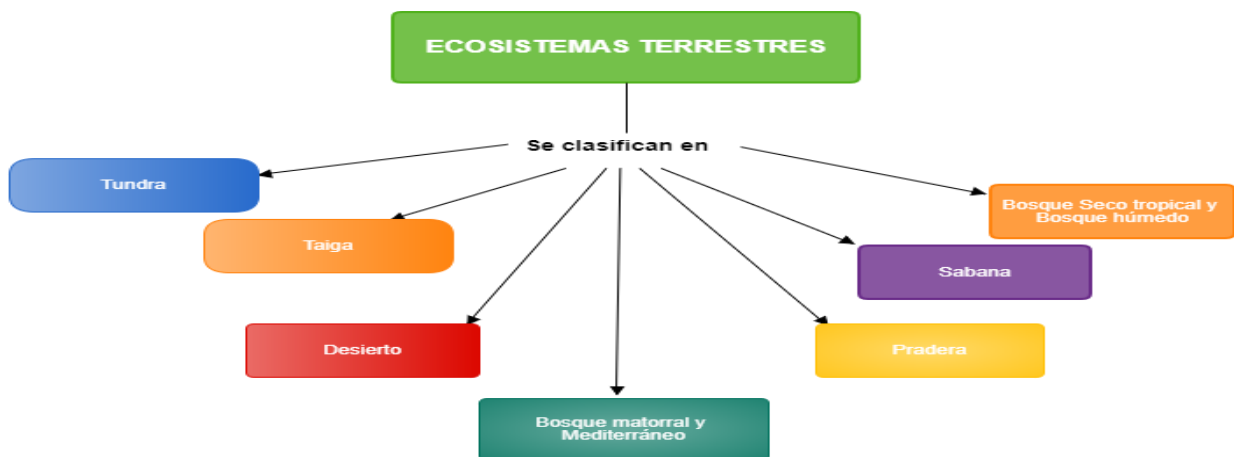 ECOSISTEMAS TERRESTRES
Se clasifican en
Tundra
Taiga
Desierto
Bosque matorral y
Mediterráneo
Pradera
Sabana
Bosque Seco tropical y
Bosque húmedo